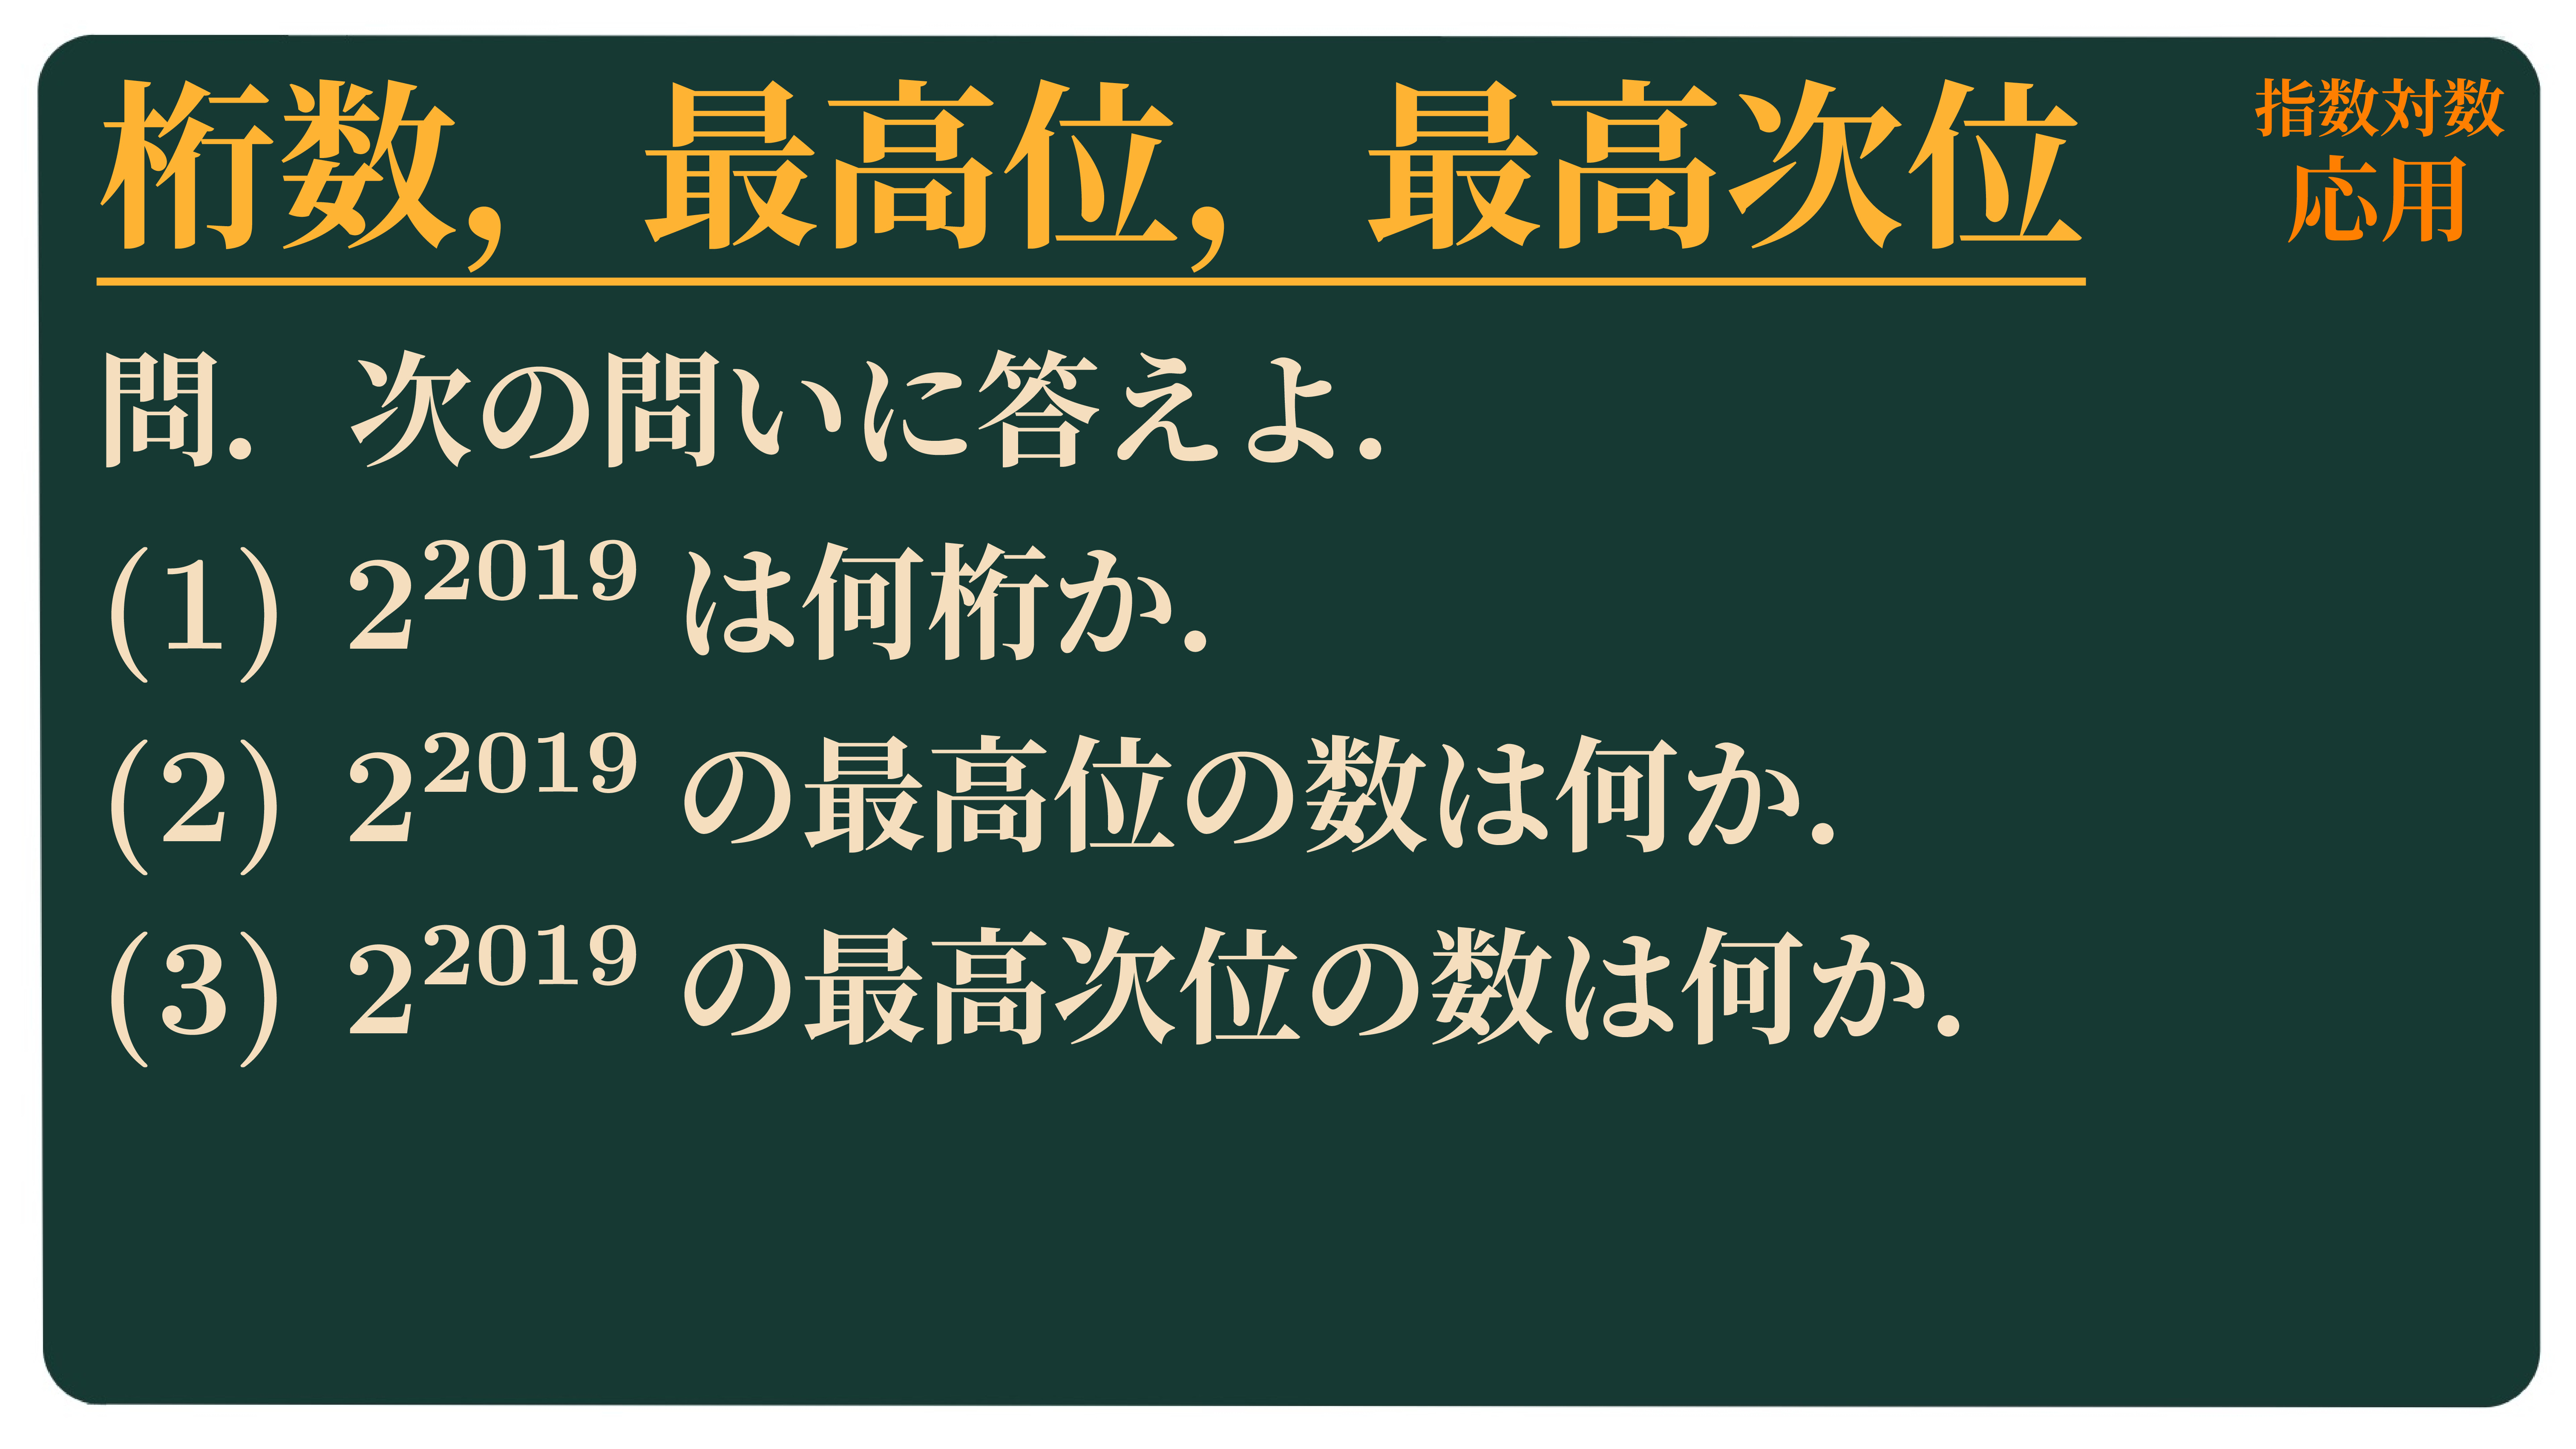 桁数，最高位，最高次位
指数対数
応用
問．次の問いに答えよ．
(1) 2^2019 は何桁か．
(2) 2^2019 の最高位の数は何か．
(3) 2^2019 の最高次位の数は何か．